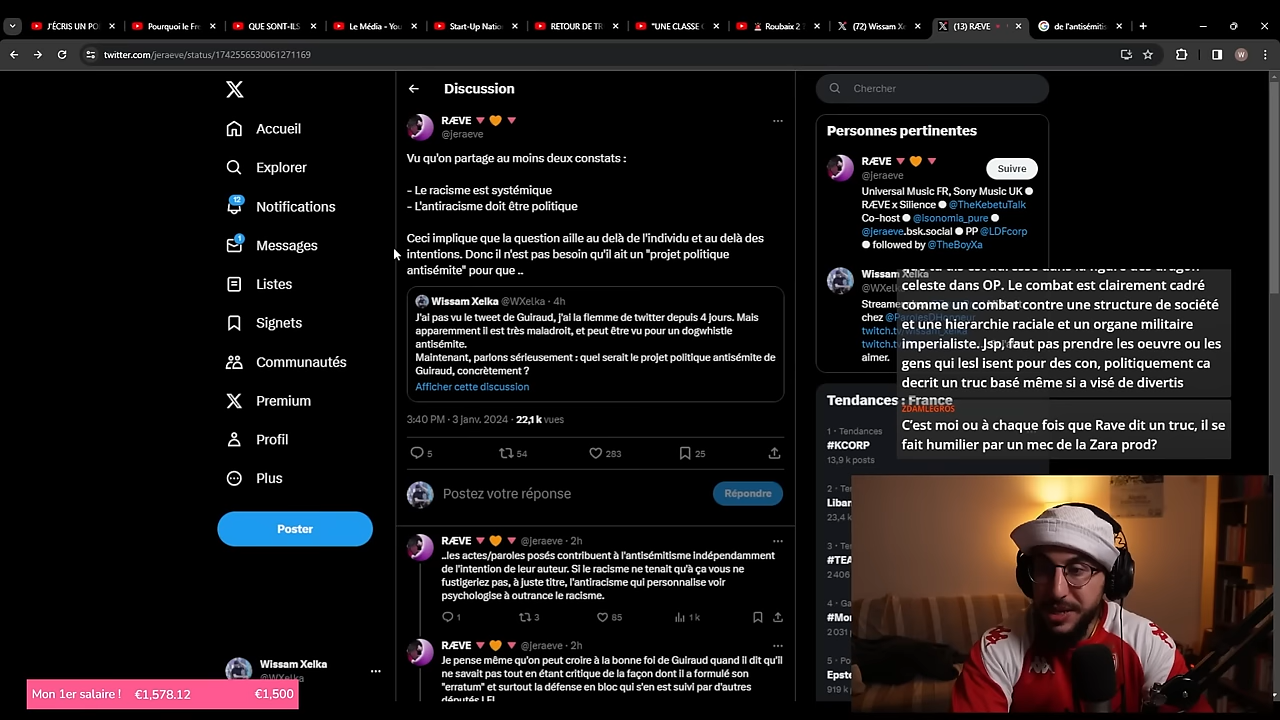 J'ÉCRIS UN PO
Pourquoi le Fre
QUE SONT-ILS
Le Média - You
Start-Up Natio
RETOUR DE TR
"UNE CLASSE
Roubaix 2
(72) Wissam Xe
(13) RÆVE
de l'antisémitis
twitter.com/jeraeve/status/1742556530061271169
Accueil
Explorer
12
Notifications
1
Messages
Listes
Signets
Communautés
Premium
Profil
Plus
Poster
Wissam Xelka
@WXelka
Mon 1er salaire ! €1,578.12 €1,500
Discussion
RÆVE
@jeraeve
Vu qu'on partage au moins deux constats :
- Le racisme est systémique
- L'antiracisme doit être politique
Ceci implique que la question aille au delà de l'individu et au delà des
intentions. Donc il n'est pas besoin qu'il ait un "projet politique
antisémite" pour que ..
Wissam Xelka @WXelka · 4h
J'ai pas vu le tweet de Guiraud, j'ai la flemme de twitter depuis 4 jours. Mais
apparemment il est très maladroit, et peut être vu pour un dogwhistle
antisémite.
Maintenant, parlons sérieusement : quel serait le projet politique antisémite de
Guiraud, concrètement ?
Afficher cette discussion
3:40 PM · 3 janv. 2024 · 22,1 k vues
5 54 283 25
Postez votre réponse
Répondre
RÆVE @jeraeve · 2h
..les actes/paroles posés contribuent à l'antisémitisme indépendamment
de l'intention de leur auteur. Si le racisme ne tenait qu'à ça vous ne
fustigeriez pas, à juste titre, l'antiracisme qui personnalise voir
psychologise à outrance le racisme.
1 3 85 1 k
RÆVE @jeraeve · 2h
Je pense même qu'on peut croire à la bonne foi de Guiraud quand il dit qu'il
ne savait pas tout en étant critique de la façon dont il a formulé son
"erratum" et surtout la défense en bloc qui s'en est suivi par d'autres
députés LFI.
Chercher
Personnes pertinentes
RÆVE
@jeraeve
Suivre
Universal Music FR, Sony Music UK
RÆVE x Silience @TheKebetuTalk
Co-host @Isonomia_pure
@jeraeve.bsk.social PP @LDFcorp
followed by @TheBoyXa
Wissam Xelka
@WXelk
Streame
chez @ParolesDHonneur
twitch.tv/wissam_xelka
twitch.tv
aimer.
celeste dans OP. Le combat est clairement cadré
comme un combat contre une structure de société
et une hierarchie raciale et un organe militaire
imperialiste. Jsp, faut pas prendre les oeuvre ou les
gens qui lesl isent pour des con, politiquement ca
decrit un truc basé même si a visé de divertis
ZDAMLEGROS
C'est moi ou à chaque fois que Rave dit un truc, il se
fait humilier par un mec de la Zara prod?
Tendances : France
1 · Tendances
#KCORP
13,9 k posts
2 · Te
Liban
23,4 k
3 · Te
#TEA
2 406
4 · Ga
#Mo
2 031 p
5 · Po
Epste
919 k p